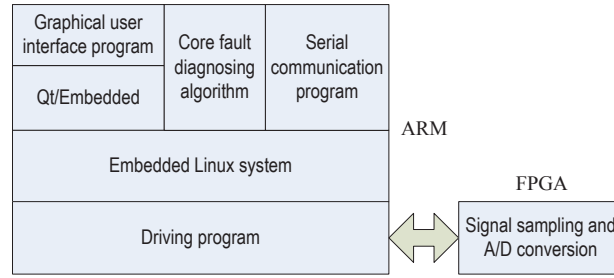 Graphical user
interface program
Qt/Embedded
Core fault
diagnosing
algorithm
Serial
communication
program
ARM
Embedded Linux system
Driving program
FPGA
Signal sampling and
A/D conversion